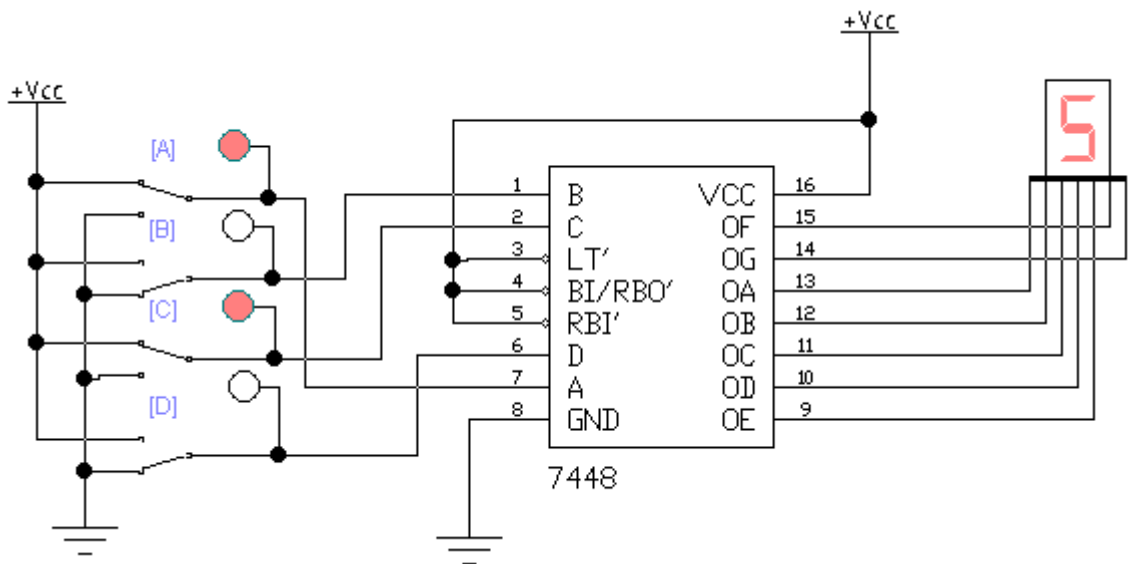 +Vcc
+Vcc
[A]
[B]
[C]
[D]
5
1 B VCC 16
2 C OF 15
3 LT' OG 14
4 BI/RBO' OA 13
5 RBI' OB 12
6 D OC 11
7 A OD 10
8 GND OE 9
7448